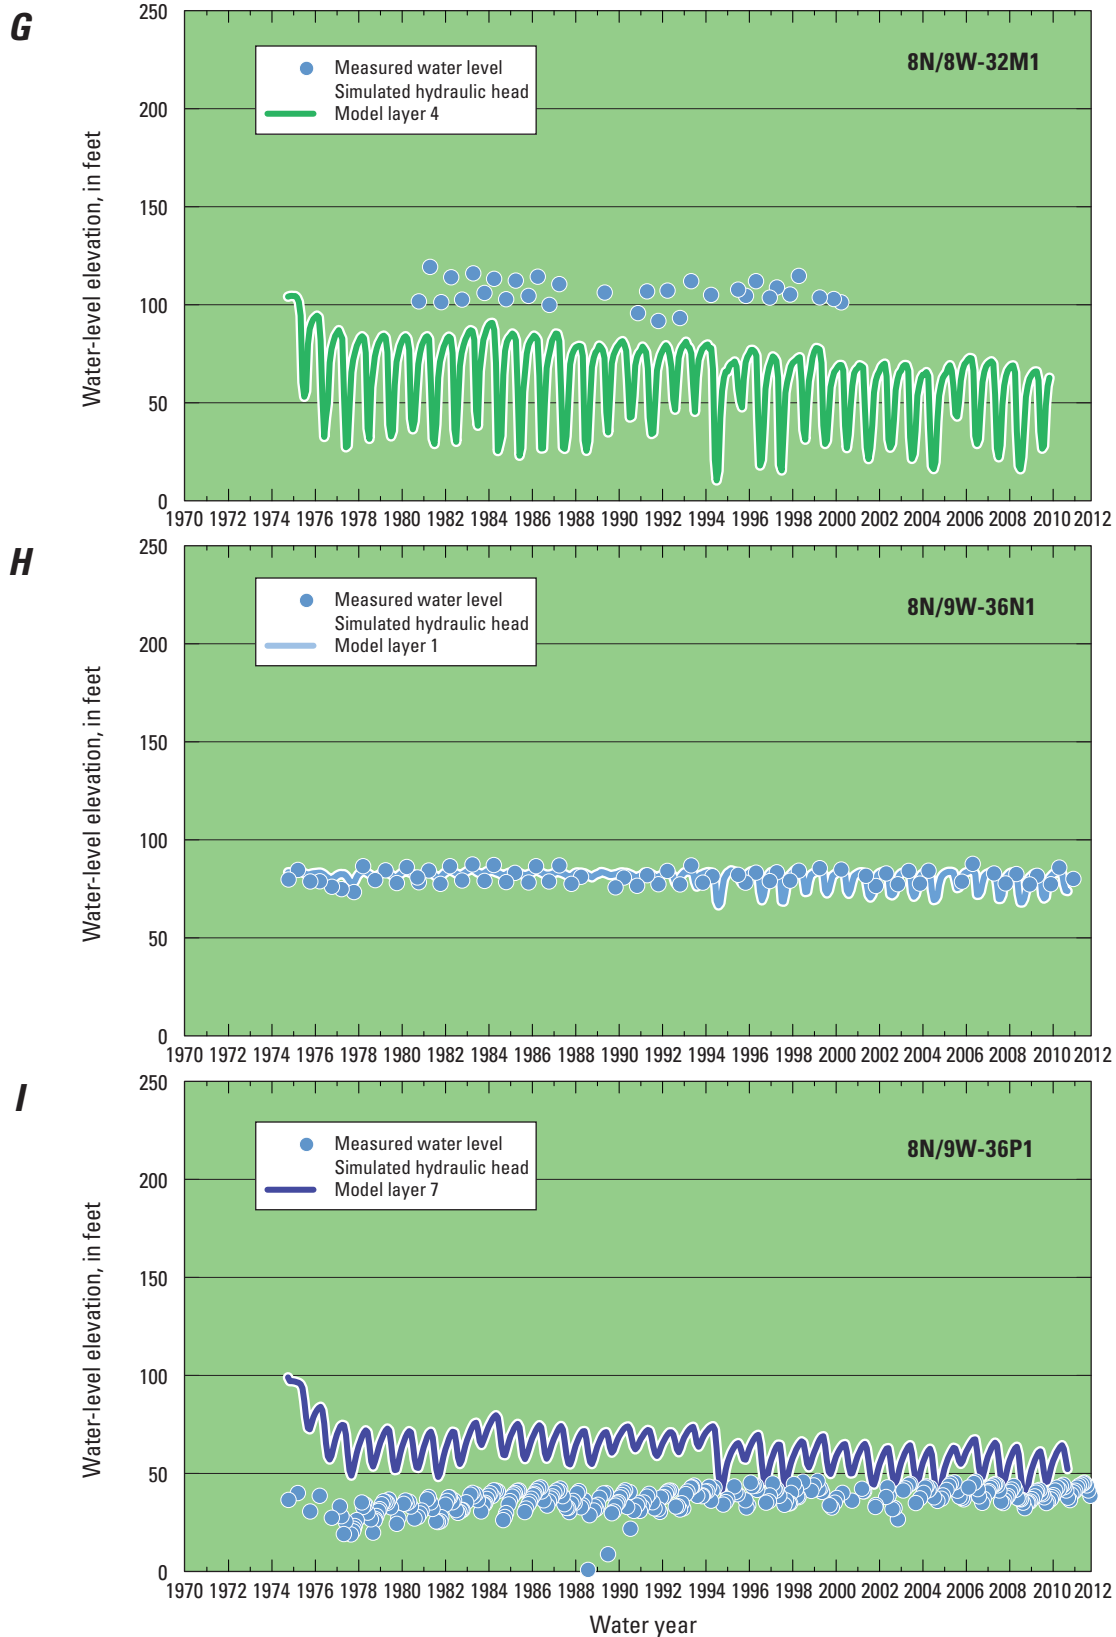 G
250
200
150
100
50
0
Water-level elevation, in feet
Measured water level
Simulated hydraulic head
Model layer 4
8N/8W-32M1
1970 1972 1974 1976 1978 1980 1982 1984 1986 1988 1990 1992 1994 1996 1998 2000 2002 2004 2006 2008 2010 2012
H
250
200
150
100
50
0
Water-level elevation, in feet
Measured water level
Simulated hydraulic head
Model layer 1
8N/9W-36N1
1970 1972 1974 1976 1978 1980 1982 1984 1986 1988 1990 1992 1994 1996 1998 2000 2002 2004 2006 2008 2010 2012
I
250
200
150
100
50
0
Water-level elevation, in feet
Measured water level
Simulated hydraulic head
Model layer 7
8N/9W-36P1
1970 1972 1974 1976 1978 1980 1982 1984 1986 1988 1990 1992 1994 1996 1998 2000 2002 2004 2006 2008 2010 2012
Water year